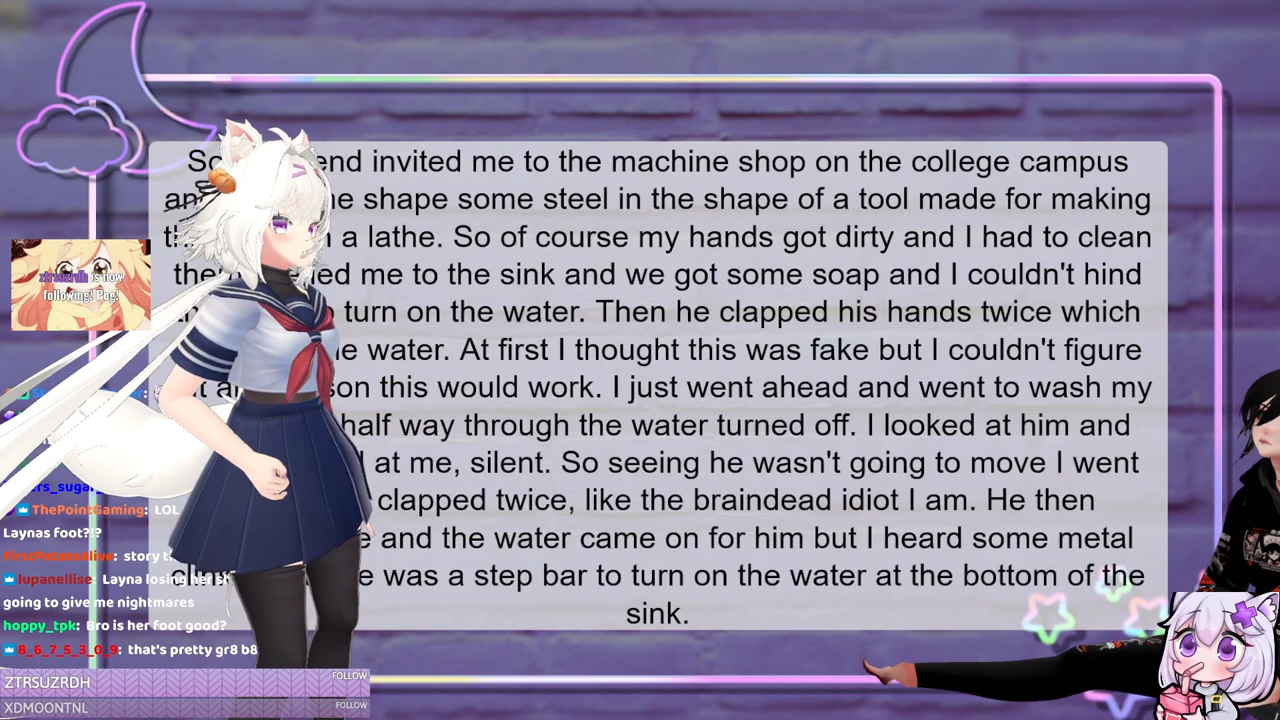 end invited me to the machine shop on the college campus
shape some steel in the shape of a tool made for making
a lathe. So of course my hands got dirty and I had to clean
me to the sink and we got some soap and I couldn't hind
turn on the water. Then he clapped his hands twice which
water. At first I thought this was fake but I couldn't figure
this would work. I just went ahead and went to wash my
half way through the water turned off. I looked at him and
at me, silent. So seeing he wasn't going to move I went
clapped twice, like the braindead idiot I am. He then
and the water came on for him but I heard some metal
was a step bar to turn on the water at the bottom of the
sink.
ztrsuzrdh is now
following! Pog!
ThePointGaming: LOL
Laynas foot?!?
FirstPotatoAlive: story
lupanellise Layna losing her
going to give me nightmares
hoppy_tpk: Bro is her foot good?
8_6_7_5_3_0_9: that's pretty gr8 b8
ZTRSUZRDH FOLLOW
XDMOONTNL FOLLOW